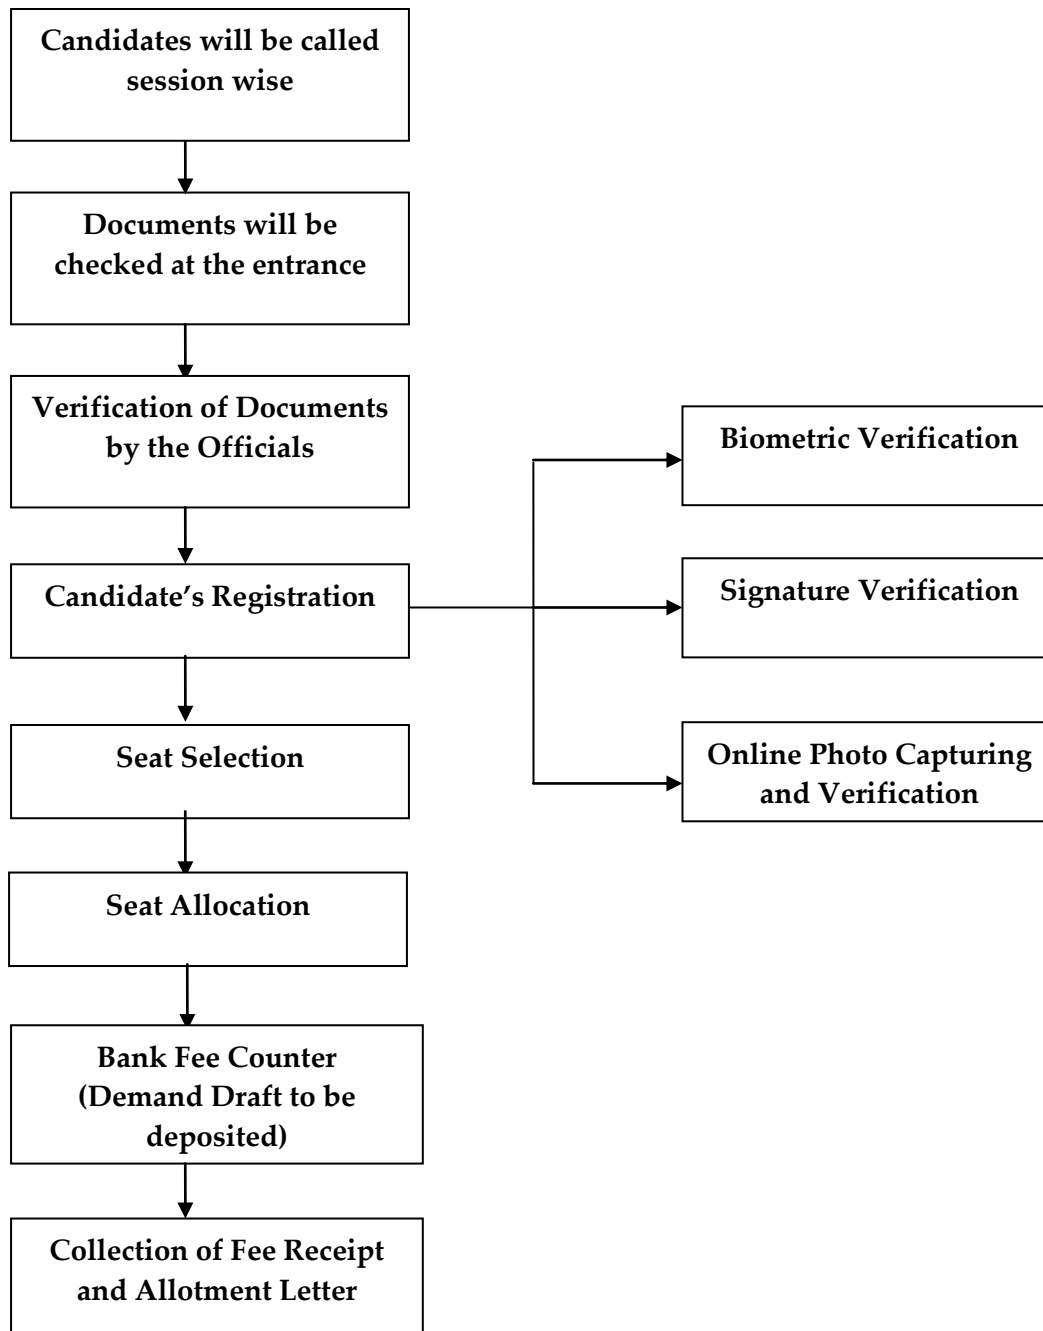 Candidates will be called
session wise
Documents will be
checked at the entrance
Verification of Documents
by the Officials
Biometric Verification
Candidate’s Registration
Signature Verification
Seat Selection
Online Photo Capturing
and Verification
Seat Allocation
Bank Fee Counter
(Demand Draft to be
deposited)
Collection of Fee Receipt
and Allotment Letter